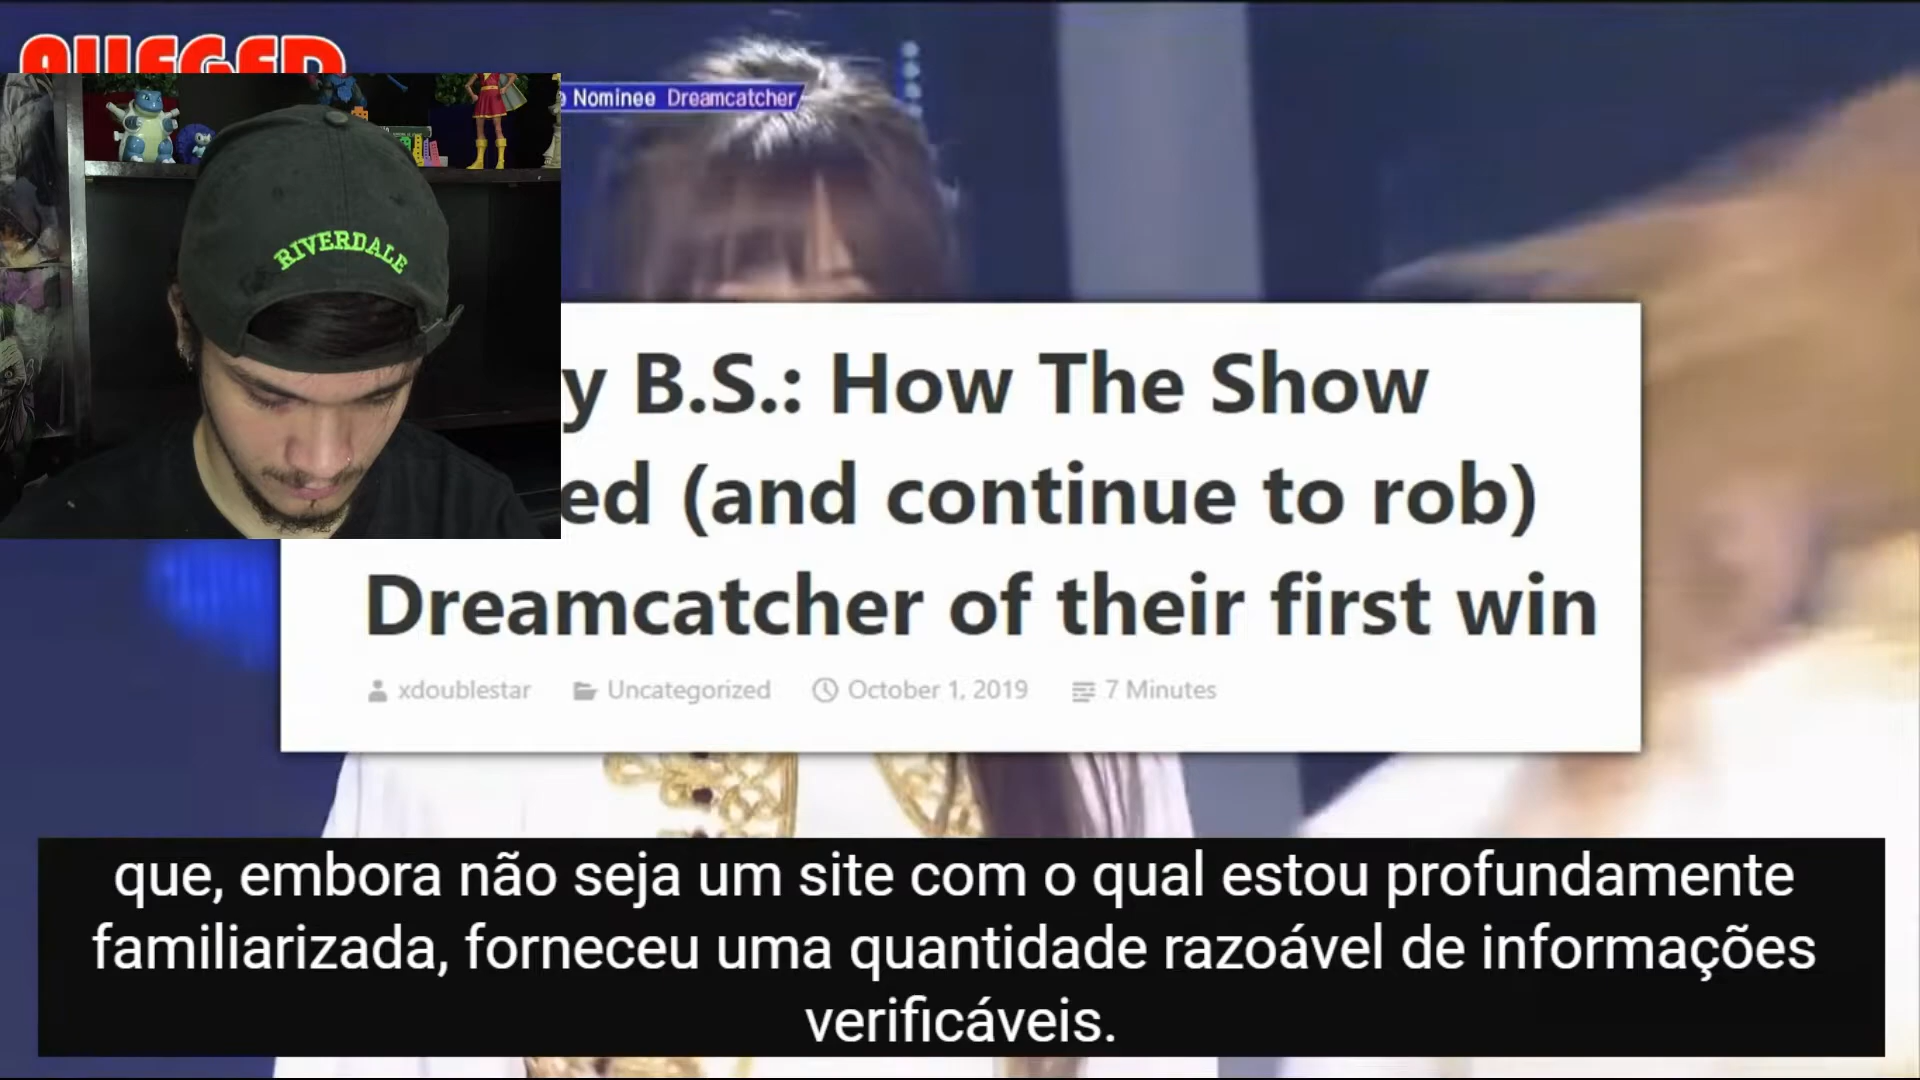 ALLEGED
e Nominee Dreamcatcher
RIVERDALE
y B.S.: How The Show
ed (and continue to rob)
Dreamcatcher of their first win
xdoublestar Uncategorized October 1, 2019 7 Minutes
que, embora não seja um site com o qual estou profundamente
familiarizada, forneceu uma quantidade razoável de informações
verificáveis.